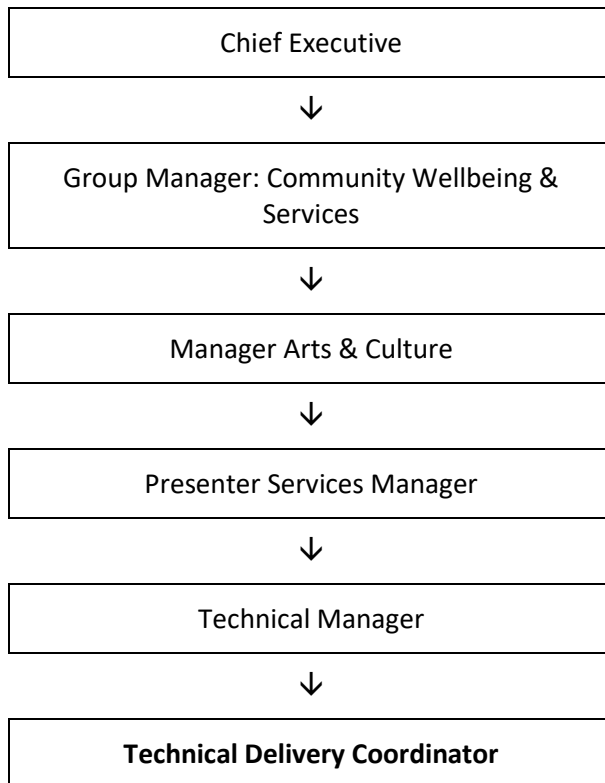 Chief Executive
↓
Group Manager: Community Wellbeing &
Services
↓
Manager Arts & Culture
↓
Presenter Services Manager
↓
Technical Manager
↓
Technical Delivery Coordinator